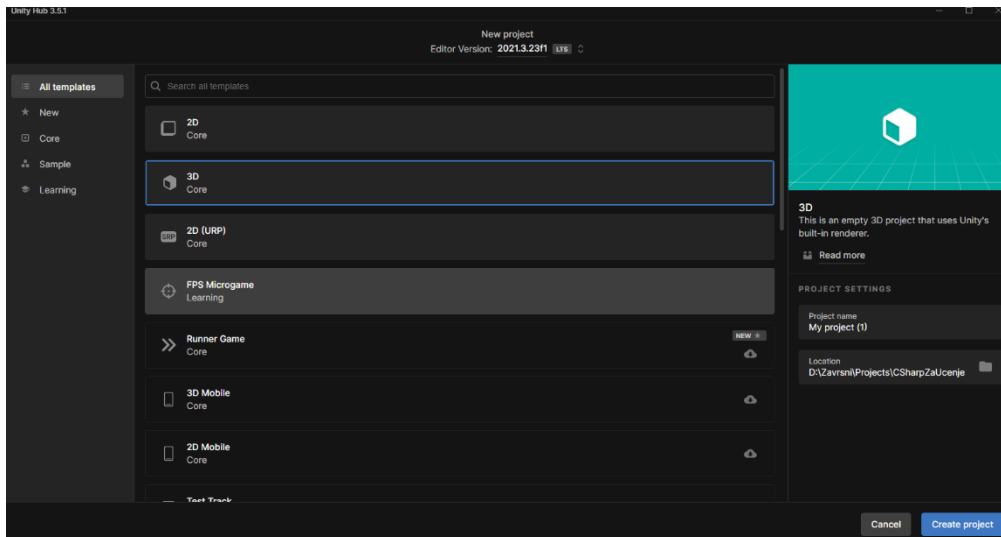 Unity Hub 3.5.1
New project
Editor Version: 2021.3.23f1 LTS
All templates
New
Core
Sample
Learning
Search all templates
2D
Core
3D
Core
SRP
2D (URP)
Core
FPS Microgame
Learning
Runner Game
Core
NEW
3D Mobile
Core
2D Mobile
Core
Test Track
3D
This is an empty 3D project that uses Unity's
built-in renderer.
Read more
PROJECT SETTINGS
Project name
My project (1)
Location
D:\Zavrsni\Projects\CSharpZaUcenje
Cancel
Create project